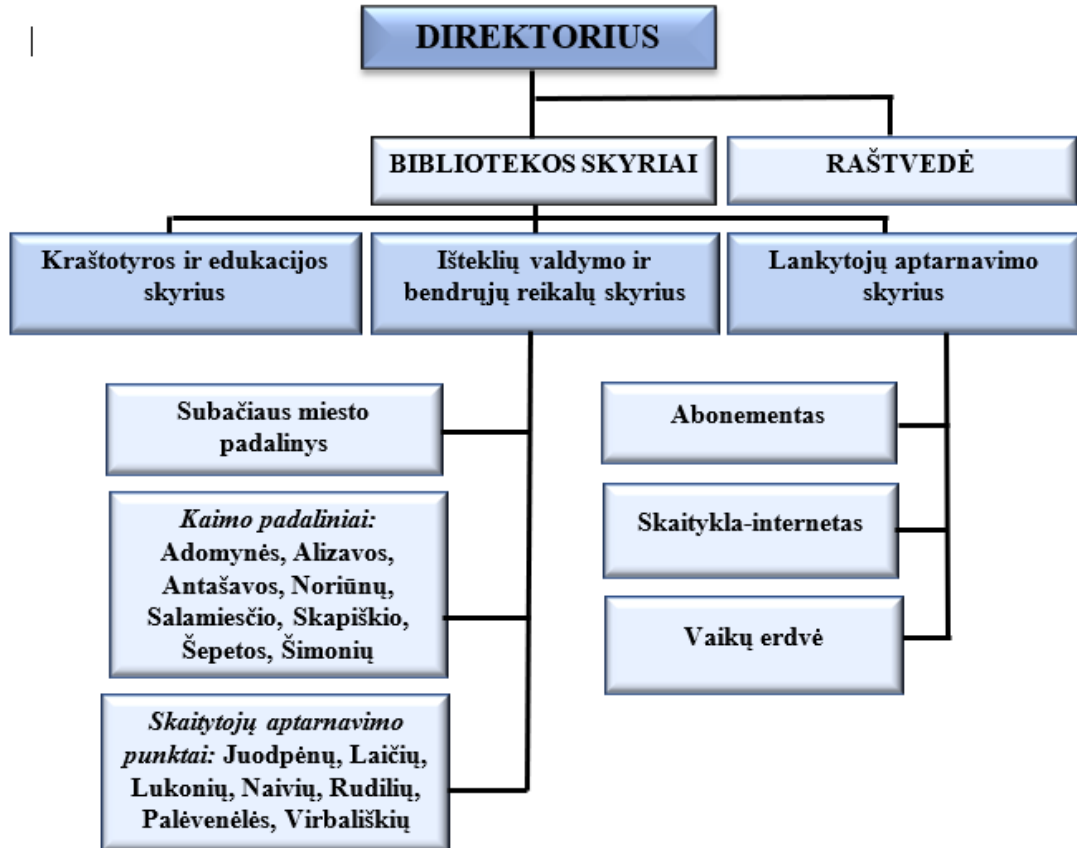 DIREKTORIUS
BIBLIOTEKOS SKYRIAI
RAŠTVEDĖ
Kraštotyros ir edukacijos
skyrius
Išteklių valdymo ir
bendrųjų reikalų skyrius
Lankytojų aptarnavimo
skyrius
Subačiaus miesto
padalinys
Kaimo padaliniai:
Adomynės, Alizavos,
Antašavos, Noriūnų,
Salamiesčio, Skapiškio,
Šepetos, Šimonių
Skaitytojų aptarnavimo
punktai: Juodpėnų, Laičių,
Lukonių, Naivių, Rudilių,
Palėvenėlės, Virbališkių
Abonementas
Skaitykla-internetas
Vaikų erdvė